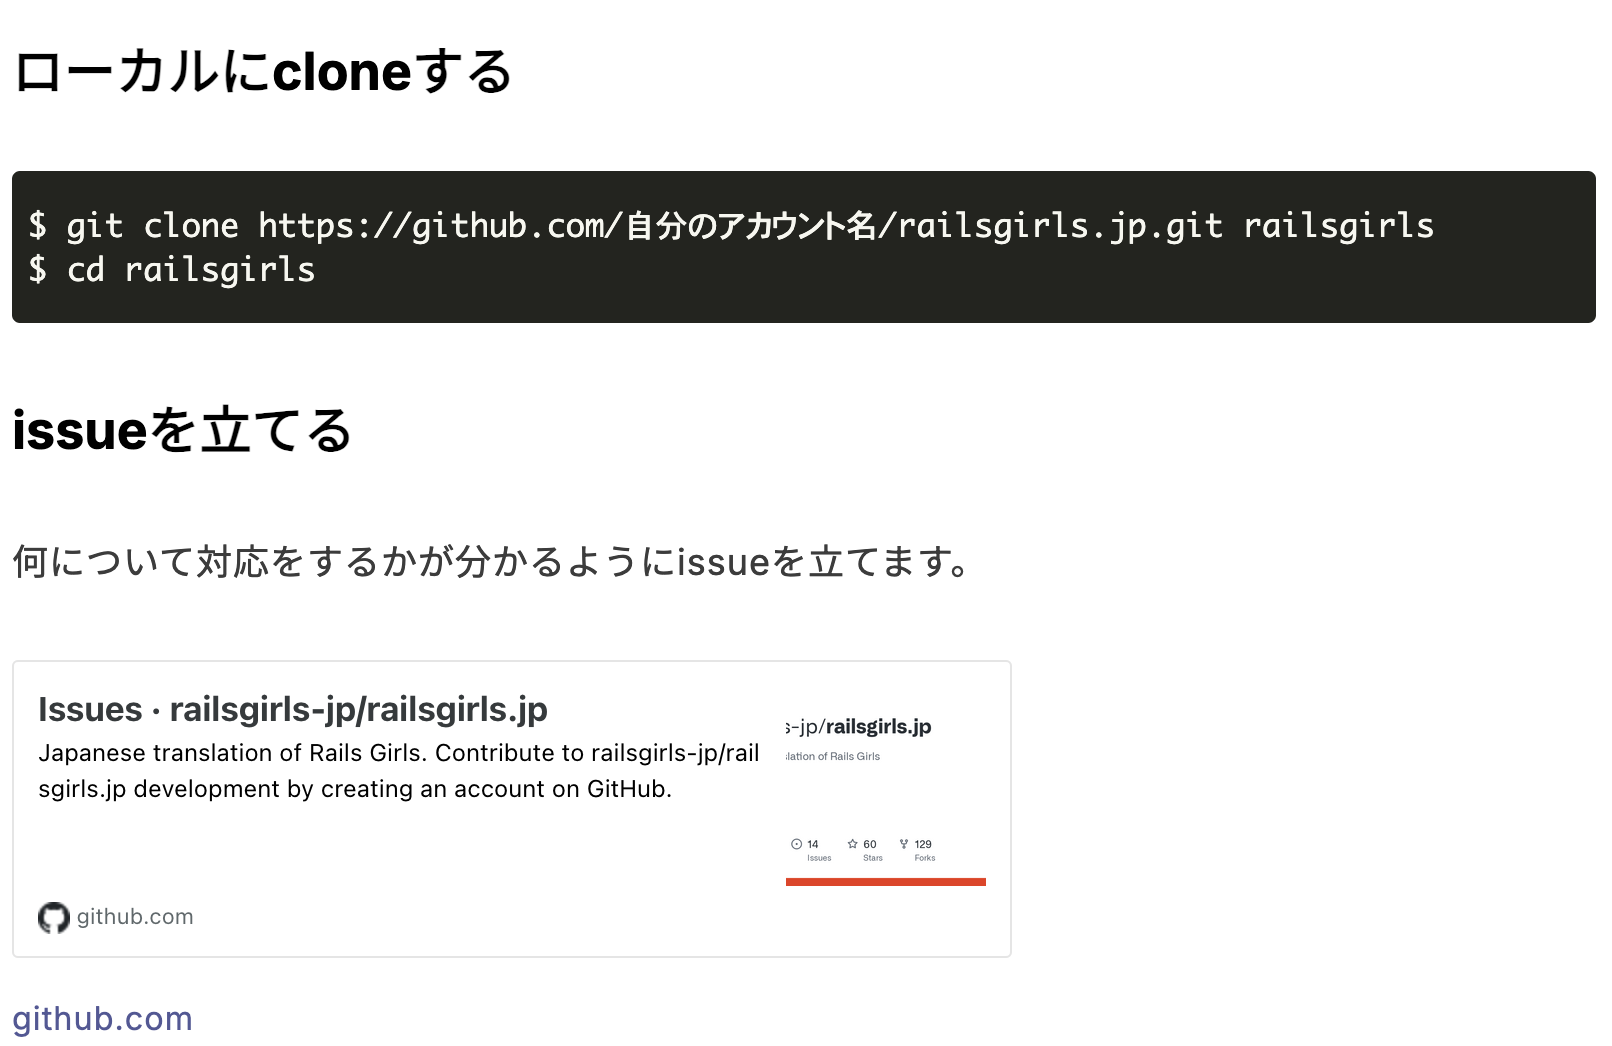 ローカルにcloneする
$ git clone https://github.com/自分のアカウント名/railsgirls.jp.git railsgirls
$ cd railsgirls
issueを立てる
何について対応をするかが分かるようにissueを立てます。
Issues · railsgirls-jp/railsgirls.jp
Japanese translation of Rails Girls. Contribute to railsgirls-jp/rail
sgirls.jp development by creating an account on GitHub.
s-jp/railsgirls.jp
lation of Rails Girls
14 60 129
Issues Stars Forks
github.com
github.com